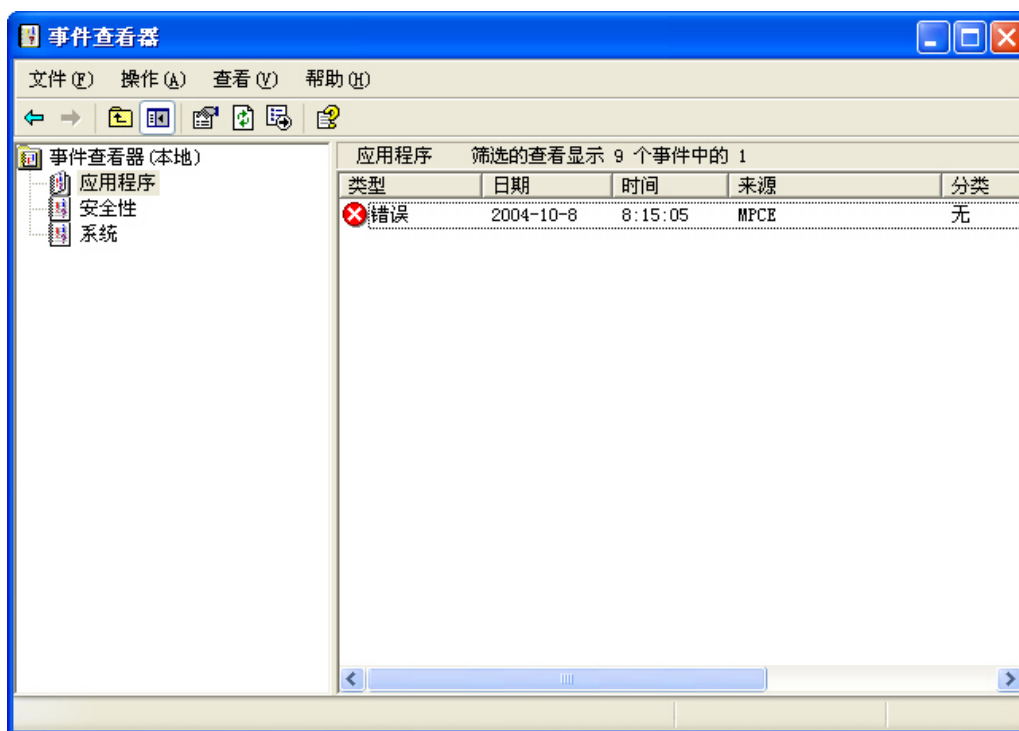 事件查看器
文件(F) 操作(A) 查看(V) 帮助(H)
事件查看器(本地)
应用程序
安全性
系统
应用程序 筛选的查看显示 9 个事件中的 1
类型 日期 时间 来源 分类
错误 2004-10-8 8:15:05 MPCE 无